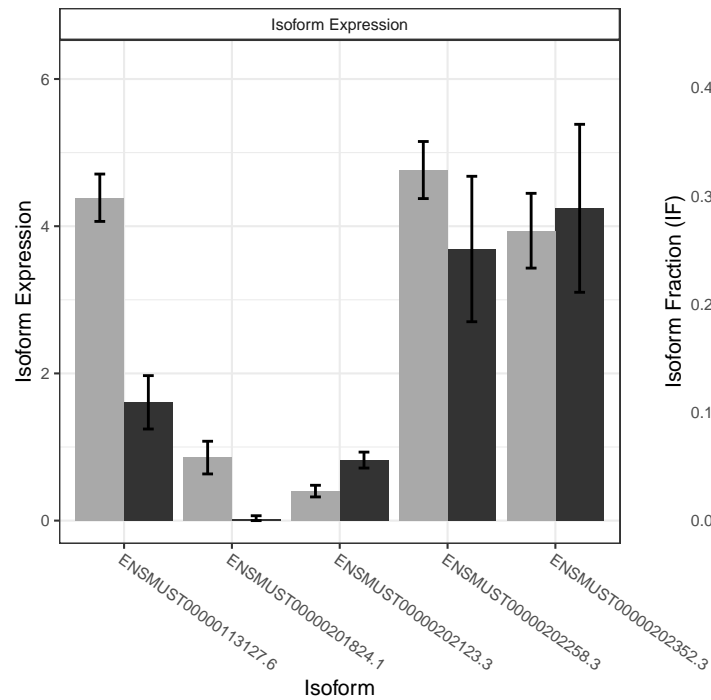 Isoform Expression
Isoform Expression
6
4
2
0
ENSMUST00000113127.6
ENSMUST00000201824.1
ENSMUST00000202123.3
ENSMUST00000202258.3
ENSMUST00000202352.3
Isoform
Isoform Fraction (IF)
0.4
0.3
0.2
0.1
0.0